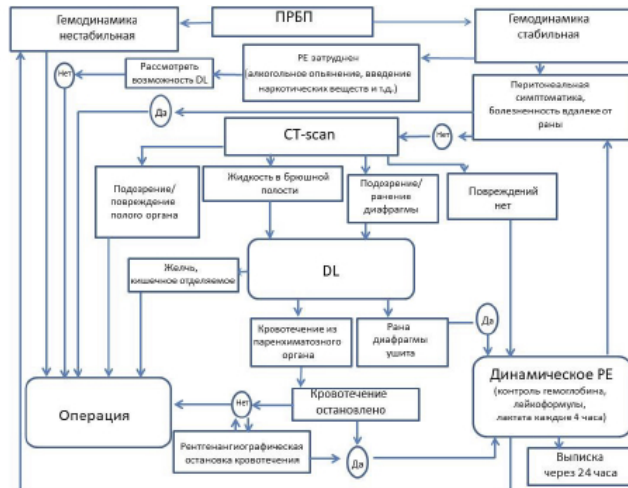 Гемодинамика
нестабильная
ПРБП
Гемодинамика
стабильная
Нет
Рассмотреть
возможность DL
PE затруднен
(алкогольное опьянение, введение
наркотических веществ и т.д.)
Перитонеальная
симптоматика,
болезненность вдалеке от
раны
Да
CT-scan
Нет
Подозрение/
повреждение
полого органа
Жидкость в брюшной
полости
Подозрение/
ранение
диафрагмы
Повреждений
нет
Желчь,
кишечное отделяемое
DL
Кровотечение из
паренхиматозного
органа
Рана
диафрагмы
ушита
Да
Операция
Нет
Кровотечение
остановлено
Динамическое PE
(контроль гемоглобина,
лейкоформулы,
лактата каждые 4 часа)
Рентгенангиографическая
остановка кровотечения
Да
Выписка
через 24 часа